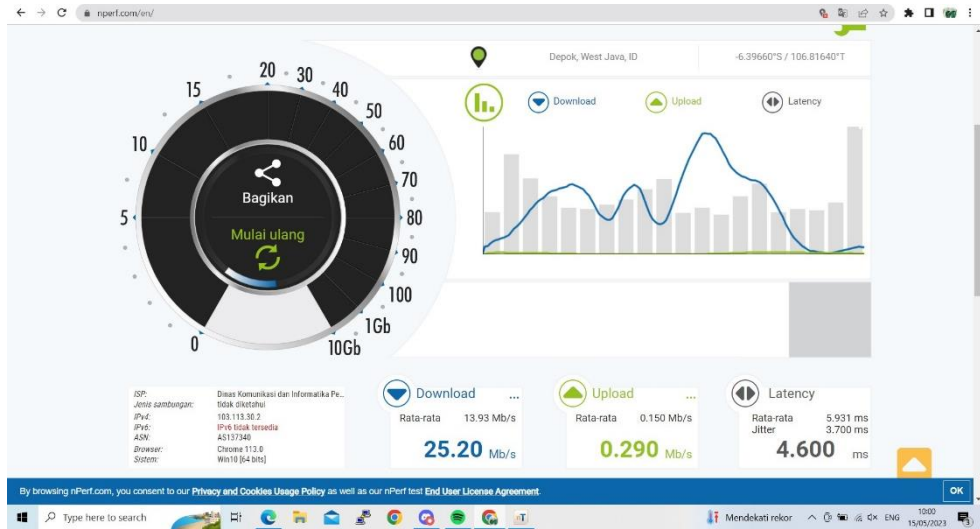 nperf.com/en/
Depok, West Java, ID
-6.39660°S / 106.81640°T
Download
Upload
Latency
0
5
10
15
20
30
40
50
60
70
80
90
100
1Gb
10Gb
Bagikan
Mulai ulang
ISP: Dinas Komunikasi dan Informatika Pe...
Jenis sambungan: tidak diketahui
IPv4: 103.113.30.2
IPv6: IPv6 tidak tersedia
ASN: AS137340
Browser: Chrome 113.0
Sistem: Win10 [64 bits]
Download ...
Rata-rata 13.93 Mb/s
25.20 Mb/s
Upload ...
Rata-rata 0.150 Mb/s
0.290 Mb/s
Latency
Rata-rata 5.931 ms
Jitter 3.700 ms
4.600 ms
By browsing nPerf.com, you consent to our Privacy and Cookies Usage Policy as well as our nPerf test End User License Agreement.
OK
Type here to search
Mendekati rekor
ENG
10:00
15/05/2023